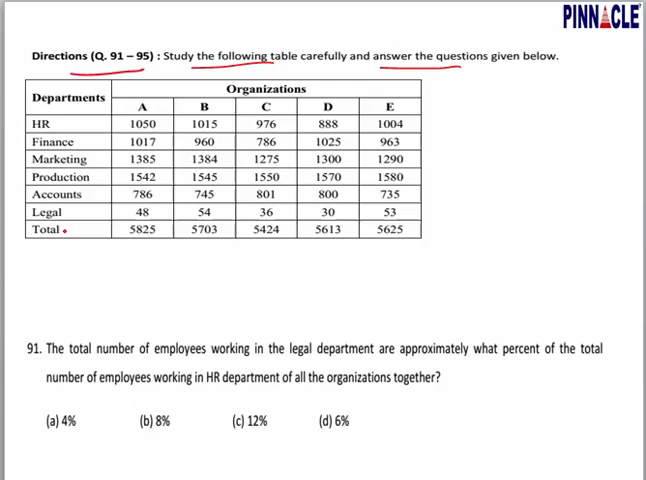 PINNACLE
Directions (Q. 91 – 95) : Study the following table carefully and answer the questions given below.
Departments Organizations
A B C D E
HR 1050 1015 976 888 1004
Finance 1017 960 786 1025 963
Marketing 1385 1384 1275 1300 1290
Production 1542 1545 1550 1570 1580
Accounts 786 745 801 800 735
Legal 48 54 36 30 53
Total 5825 5703 5424 5613 5625
91. The total number of employees working in the legal department are approximately what percent of the total
number of employees working in HR department of all the organizations together?
(a) 4% (b) 8% (c) 12% (d) 6%